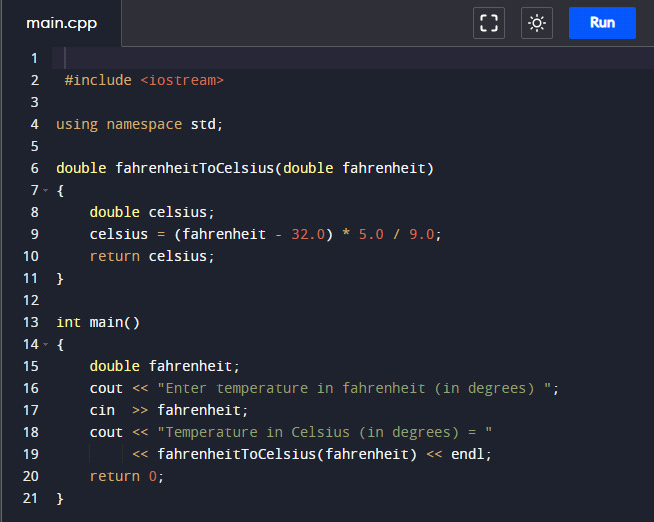 main.cpp
Run
1
2 #include <iostream>
3
4 using namespace std;
5
6 double fahrenheitToCelsius(double fahrenheit)
7 {
8 double celsius;
9 celsius = (fahrenheit - 32.0) * 5.0 / 9.0;
10 return celsius;
11 }
12
13 int main()
14 {
15 double fahrenheit;
16 cout << "Enter temperature in fahrenheit (in degrees) ";
17 cin  >> fahrenheit;
18 cout << "Temperature in Celsius (in degrees) = "
19 << fahrenheitToCelsius(fahrenheit) << endl;
20 return 0;
21 }